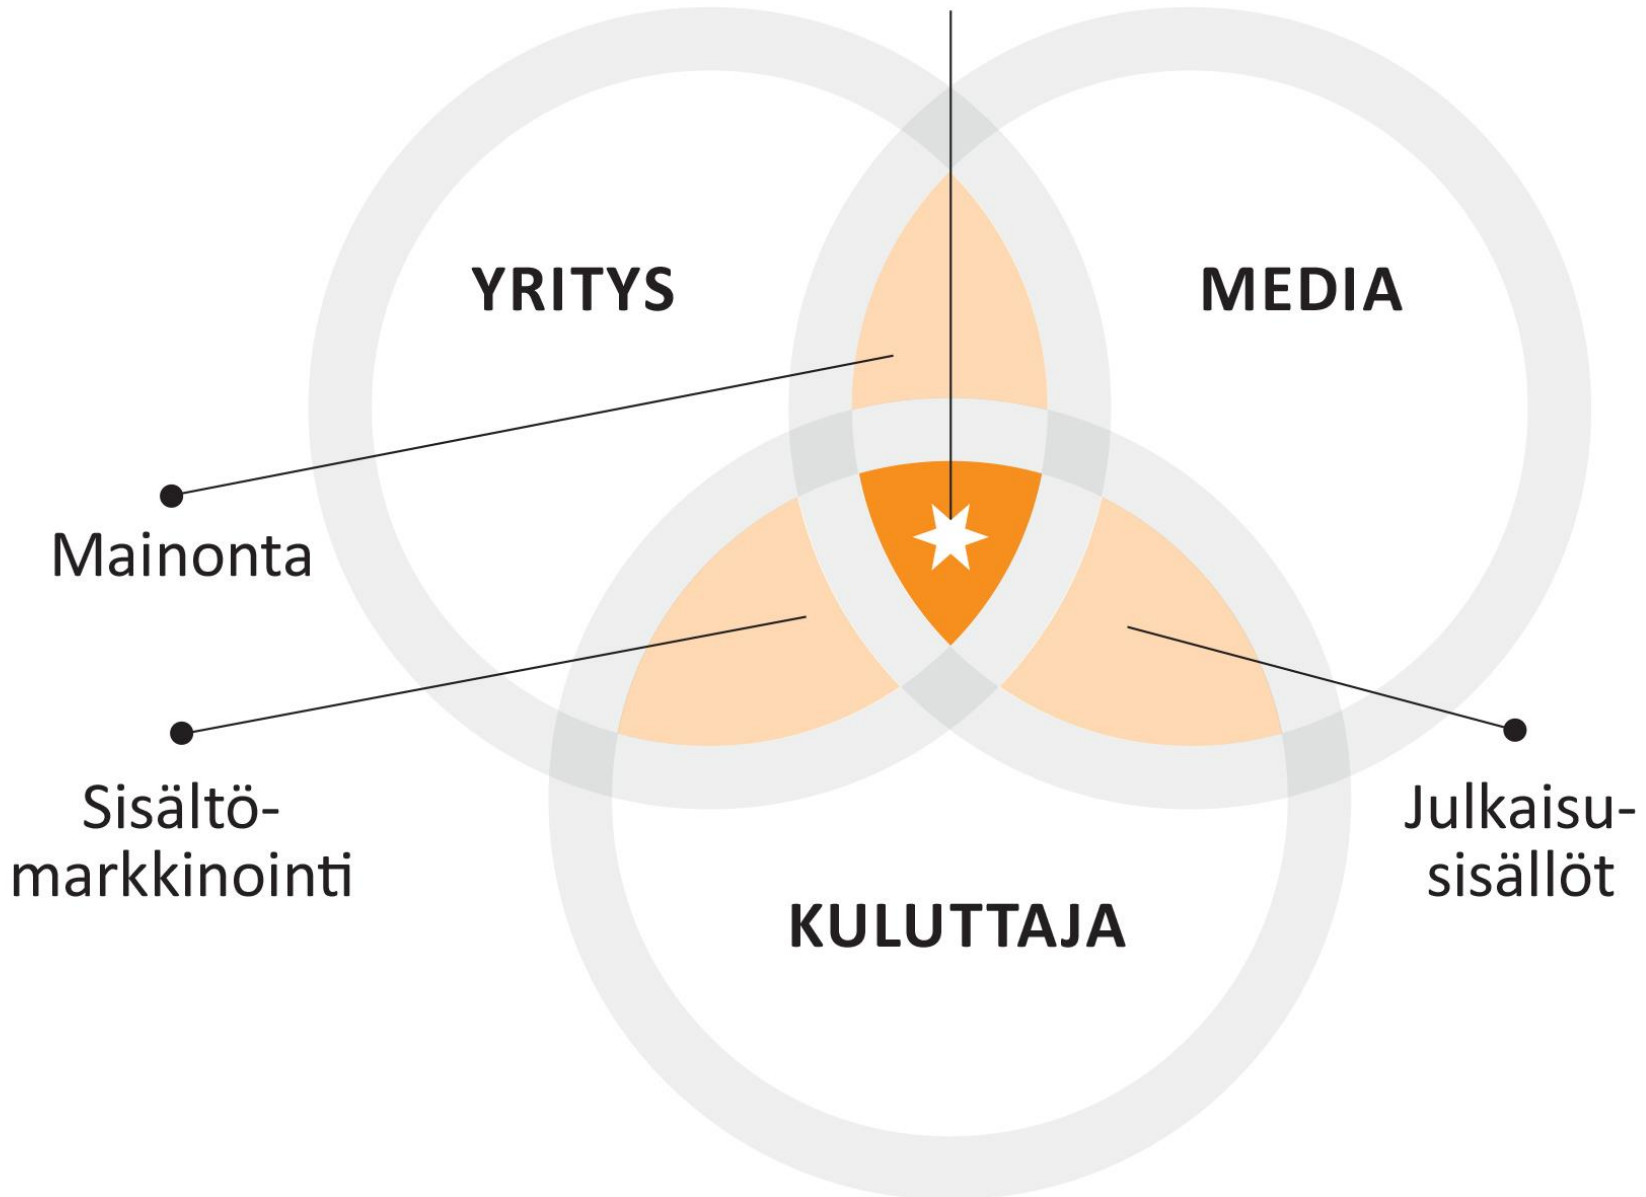 YRITYS
MEDIA
Mainonta
Sisältö-
markkinointi
Julkaisu-
sisällöt
KULUTTAJA